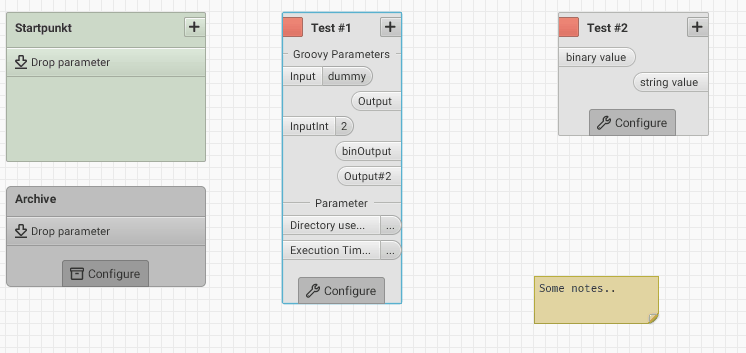 Startpunkt
+
Drop parameter
Archive
Drop parameter
Configure
Test #1
+
Groovy Parameters
Input dummy
Output
InputInt 2
binOutput
Output#2
Parameter
Directory use... ...
Execution Tim... ...
Configure
Test #2
+
binary value
string value
Configure
Some notes..